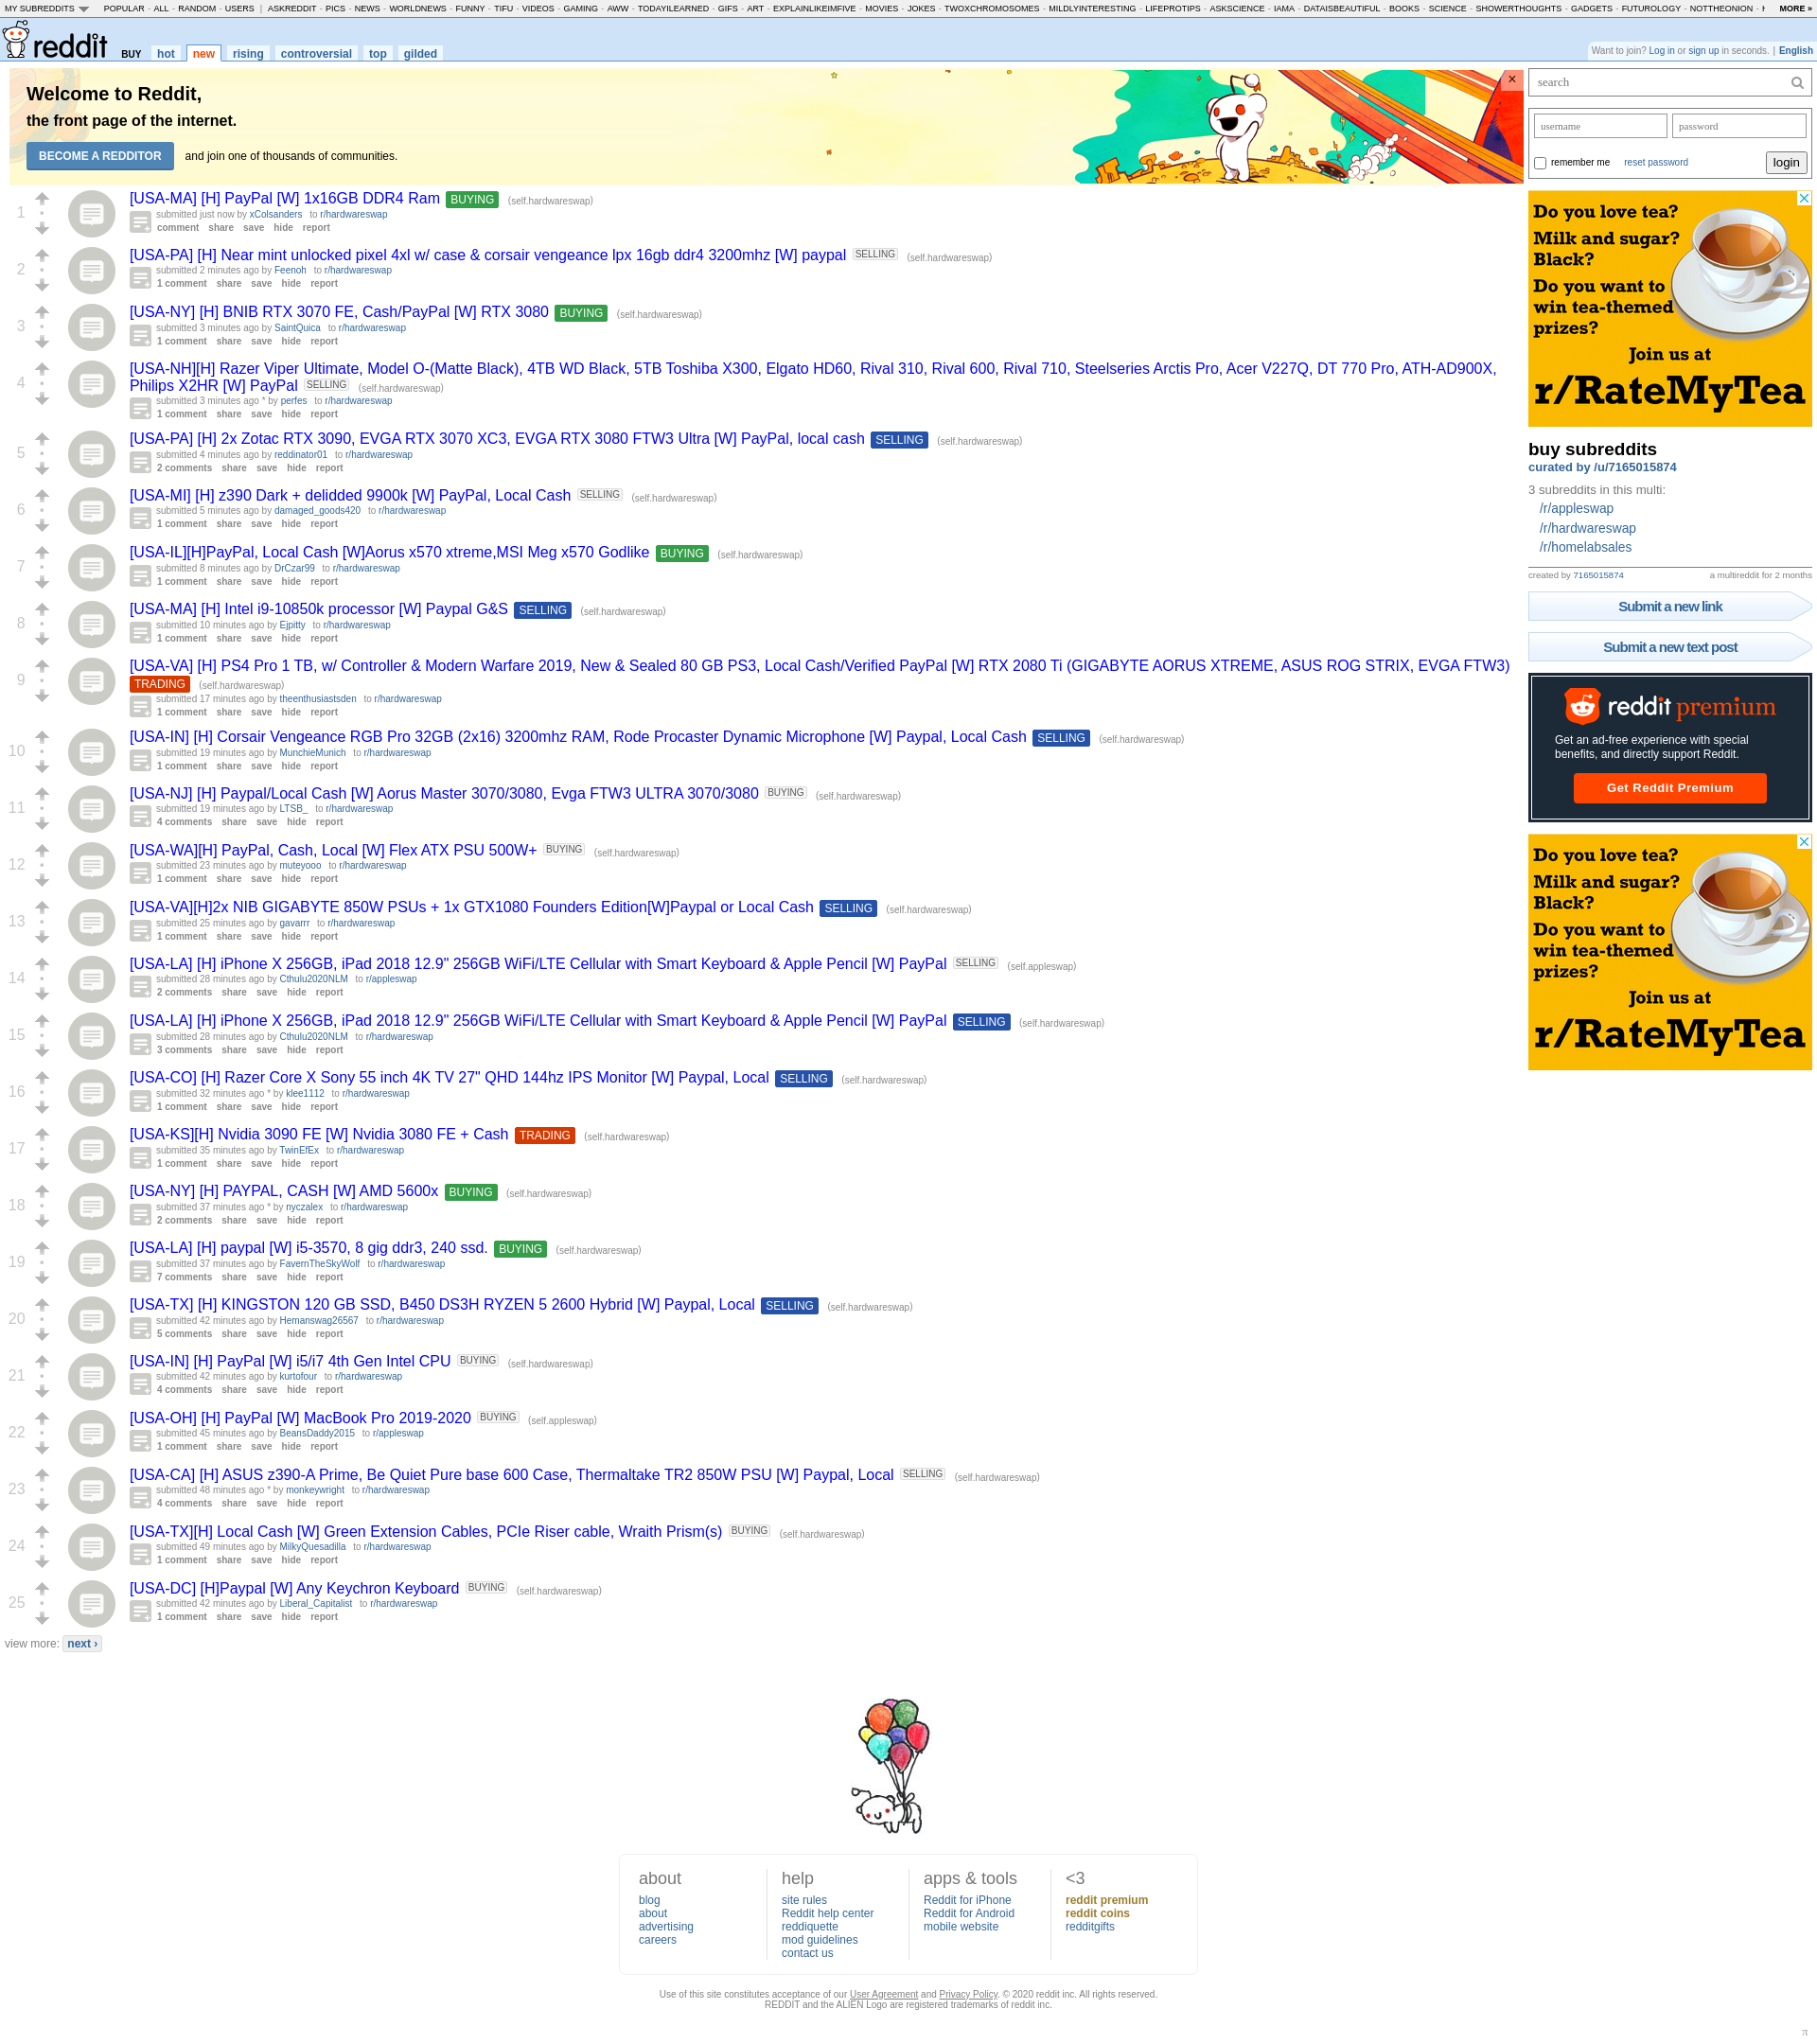 MY SUBREDDITS POPULAR - ALL - RANDOM - USERS | ASKREDDIT - PICS - NEWS - WORLDNEWS - FUNNY - TIFU - VIDEOS - GAMING - AWW - TODAYILEARNED - GIFS - ART - EXPLAINLIKEIMFIVE - MOVIES - JOKES - TWOXCHROMOSOMES - MILDLYINTERESTING - LIFEPROTIPS - ASKSCIENCE - IAMA - DATAISBEAUTIFUL - BOOKS - SCIENCE - SHOWERTHOUGHTS - GADGETS - FUTUROLOGY - NOTTHEONION - MORE »
reddit BUY hot new rising controversial top gilded
Want to join? Log in or sign up in seconds. | English
Welcome to Reddit,
the front page of the internet.
BECOME A REDDITOR and join one of thousands of communities.
1
[USA-MA] [H] PayPal [W] 1x16GB DDR4 Ram BUYING (self.hardwareswap)
submitted just now by xColsanders to r/hardwareswap
comment share save hide report
2
[USA-PA] [H] Near mint unlocked pixel 4xl w/ case & corsair vengeance lpx 16gb ddr4 3200mhz [W] paypal SELLING (self.hardwareswap)
submitted 2 minutes ago by Feenoh to r/hardwareswap
1 comment share save hide report
3
[USA-NY] [H] BNIB RTX 3070 FE, Cash/PayPal [W] RTX 3080 BUYING (self.hardwareswap)
submitted 3 minutes ago by SaintQuica to r/hardwareswap
1 comment share save hide report
4
[USA-NH][H] Razer Viper Ultimate, Model O-(Matte Black), 4TB WD Black, 5TB Toshiba X300, Elgato HD60, Rival 310, Rival 600, Rival 710, Steelseries Arctis Pro, Acer V227Q, DT 770 Pro, ATH-AD900X,
Philips X2HR [W] PayPal SELLING (self.hardwareswap)
submitted 3 minutes ago * by perfes to r/hardwareswap
1 comment share save hide report
5
[USA-PA] [H] 2x Zotac RTX 3090, EVGA RTX 3070 XC3, EVGA RTX 3080 FTW3 Ultra [W] PayPal, local cash SELLING (self.hardwareswap)
submitted 4 minutes ago by reddinator01 to r/hardwareswap
2 comments share save hide report
6
[USA-MI] [H] z390 Dark + delidded 9900k [W] PayPal, Local Cash SELLING (self.hardwareswap)
submitted 5 minutes ago by damaged_goods420 to r/hardwareswap
1 comment share save hide report
7
[USA-IL][H]PayPal, Local Cash [W]Aorus x570 xtreme,MSI Meg x570 Godlike BUYING (self.hardwareswap)
submitted 8 minutes ago by DrCzar99 to r/hardwareswap
1 comment share save hide report
8
[USA-MA] [H] Intel i9-10850k processor [W] Paypal G&S SELLING (self.hardwareswap)
submitted 10 minutes ago by Ejpitty to r/hardwareswap
1 comment share save hide report
9
[USA-VA] [H] PS4 Pro 1 TB, w/ Controller & Modern Warfare 2019, New & Sealed 80 GB PS3, Local Cash/Verified PayPal [W] RTX 2080 Ti (GIGABYTE AORUS XTREME, ASUS ROG STRIX, EVGA FTW3)
TRADING (self.hardwareswap)
submitted 17 minutes ago by theenthusiastsden to r/hardwareswap
1 comment share save hide report
10
[USA-IN] [H] Corsair Vengeance RGB Pro 32GB (2x16) 3200mhz RAM, Rode Procaster Dynamic Microphone [W] Paypal, Local Cash SELLING (self.hardwareswap)
submitted 19 minutes ago by MunchieMunich to r/hardwareswap
1 comment share save hide report
11
[USA-NJ] [H] Paypal/Local Cash [W] Aorus Master 3070/3080, Evga FTW3 ULTRA 3070/3080 BUYING (self.hardwareswap)
submitted 19 minutes ago by LTSB_ to r/hardwareswap
4 comments share save hide report
12
[USA-WA][H] PayPal, Cash, Local [W] Flex ATX PSU 500W+ BUYING (self.hardwareswap)
submitted 23 minutes ago by muteyooo to r/hardwareswap
1 comment share save hide report
13
[USA-VA][H]2x NIB GIGABYTE 850W PSUs + 1x GTX1080 Founders Edition[W]Paypal or Local Cash SELLING (self.hardwareswap)
submitted 25 minutes ago by gavarrr to r/hardwareswap
1 comment share save hide report
14
[USA-LA] [H] iPhone X 256GB, iPad 2018 12.9" 256GB WiFi/LTE Cellular with Smart Keyboard & Apple Pencil [W] PayPal SELLING (self.appleswap)
submitted 28 minutes ago by Cthulu2020NLM to r/appleswap
2 comments share save hide report
15
[USA-LA] [H] iPhone X 256GB, iPad 2018 12.9" 256GB WiFi/LTE Cellular with Smart Keyboard & Apple Pencil [W] PayPal SELLING (self.hardwareswap)
submitted 28 minutes ago by Cthulu2020NLM to r/hardwareswap
3 comments share save hide report
16
[USA-CO] [H] Razer Core X Sony 55 inch 4K TV 27" QHD 144hz IPS Monitor [W] Paypal, Local SELLING (self.hardwareswap)
submitted 32 minutes ago * by klee1112 to r/hardwareswap
1 comment share save hide report
17
[USA-KS][H] Nvidia 3090 FE [W] Nvidia 3080 FE + Cash TRADING (self.hardwareswap)
submitted 35 minutes ago by TwinEfEx to r/hardwareswap
1 comment share save hide report
18
[USA-NY] [H] PAYPAL, CASH [W] AMD 5600x BUYING (self.hardwareswap)
submitted 37 minutes ago * by nyczalex to r/hardwareswap
2 comments share save hide report
19
[USA-LA] [H] paypal [W] i5-3570, 8 gig ddr3, 240 ssd. BUYING (self.hardwareswap)
submitted 37 minutes ago by FavernTheSkyWolf to r/hardwareswap
7 comments share save hide report
20
[USA-TX] [H] KINGSTON 120 GB SSD, B450 DS3H RYZEN 5 2600 Hybrid [W] Paypal, Local SELLING (self.hardwareswap)
submitted 42 minutes ago by Hemanswag26567 to r/hardwareswap
5 comments share save hide report
21
[USA-IN] [H] PayPal [W] i5/i7 4th Gen Intel CPU BUYING (self.hardwareswap)
submitted 42 minutes ago by kurtofour to r/hardwareswap
4 comments share save hide report
22
[USA-OH] [H] PayPal [W] MacBook Pro 2019-2020 BUYING (self.appleswap)
submitted 45 minutes ago by BeansDaddy2015 to r/appleswap
1 comment share save hide report
23
[USA-CA] [H] ASUS z390-A Prime, Be Quiet Pure base 600 Case, Thermaltake TR2 850W PSU [W] Paypal, Local SELLING (self.hardwareswap)
submitted 48 minutes ago * by monkeywright to r/hardwareswap
4 comments share save hide report
24
[USA-TX][H] Local Cash [W] Green Extension Cables, PCIe Riser cable, Wraith Prism(s) BUYING (self.hardwareswap)
submitted 49 minutes ago by MilkyQuesadilla to r/hardwareswap
1 comment share save hide report
25
[USA-DC] [H]Paypal [W] Any Keychron Keyboard BUYING (self.hardwareswap)
submitted 42 minutes ago by Liberal_Capitalist to r/hardwareswap
1 comment share save hide report
view more: next ›
search
username password
remember me reset password login
Do you love tea?
Milk and sugar?
Black?
Do you want to
win tea-themed
prizes?
Join us at
r/RateMyTea
buy subreddits
curated by /u/7165015874
3 subreddits in this multi:
/r/appleswap
/r/hardwareswap
/r/homelabsales
created by 7165015874 a multireddit for 2 months
Submit a new link
Submit a new text post
reddit premium
Get an ad-free experience with special
benefits, and directly support Reddit.
Get Reddit Premium
Do you love tea?
Milk and sugar?
Black?
Do you want to
win tea-themed
prizes?
Join us at
r/RateMyTea
about
blog
about
advertising
careers
help
site rules
Reddit help center
reddiquette
mod guidelines
contact us
apps & tools
Reddit for iPhone
Reddit for Android
mobile website
<3
reddit premium
reddit coins
redditgifts
Use of this site constitutes acceptance of our User Agreement and Privacy Policy. © 2020 reddit inc. All rights reserved.
REDDIT and the ALIEN Logo are registered trademarks of reddit inc.
π